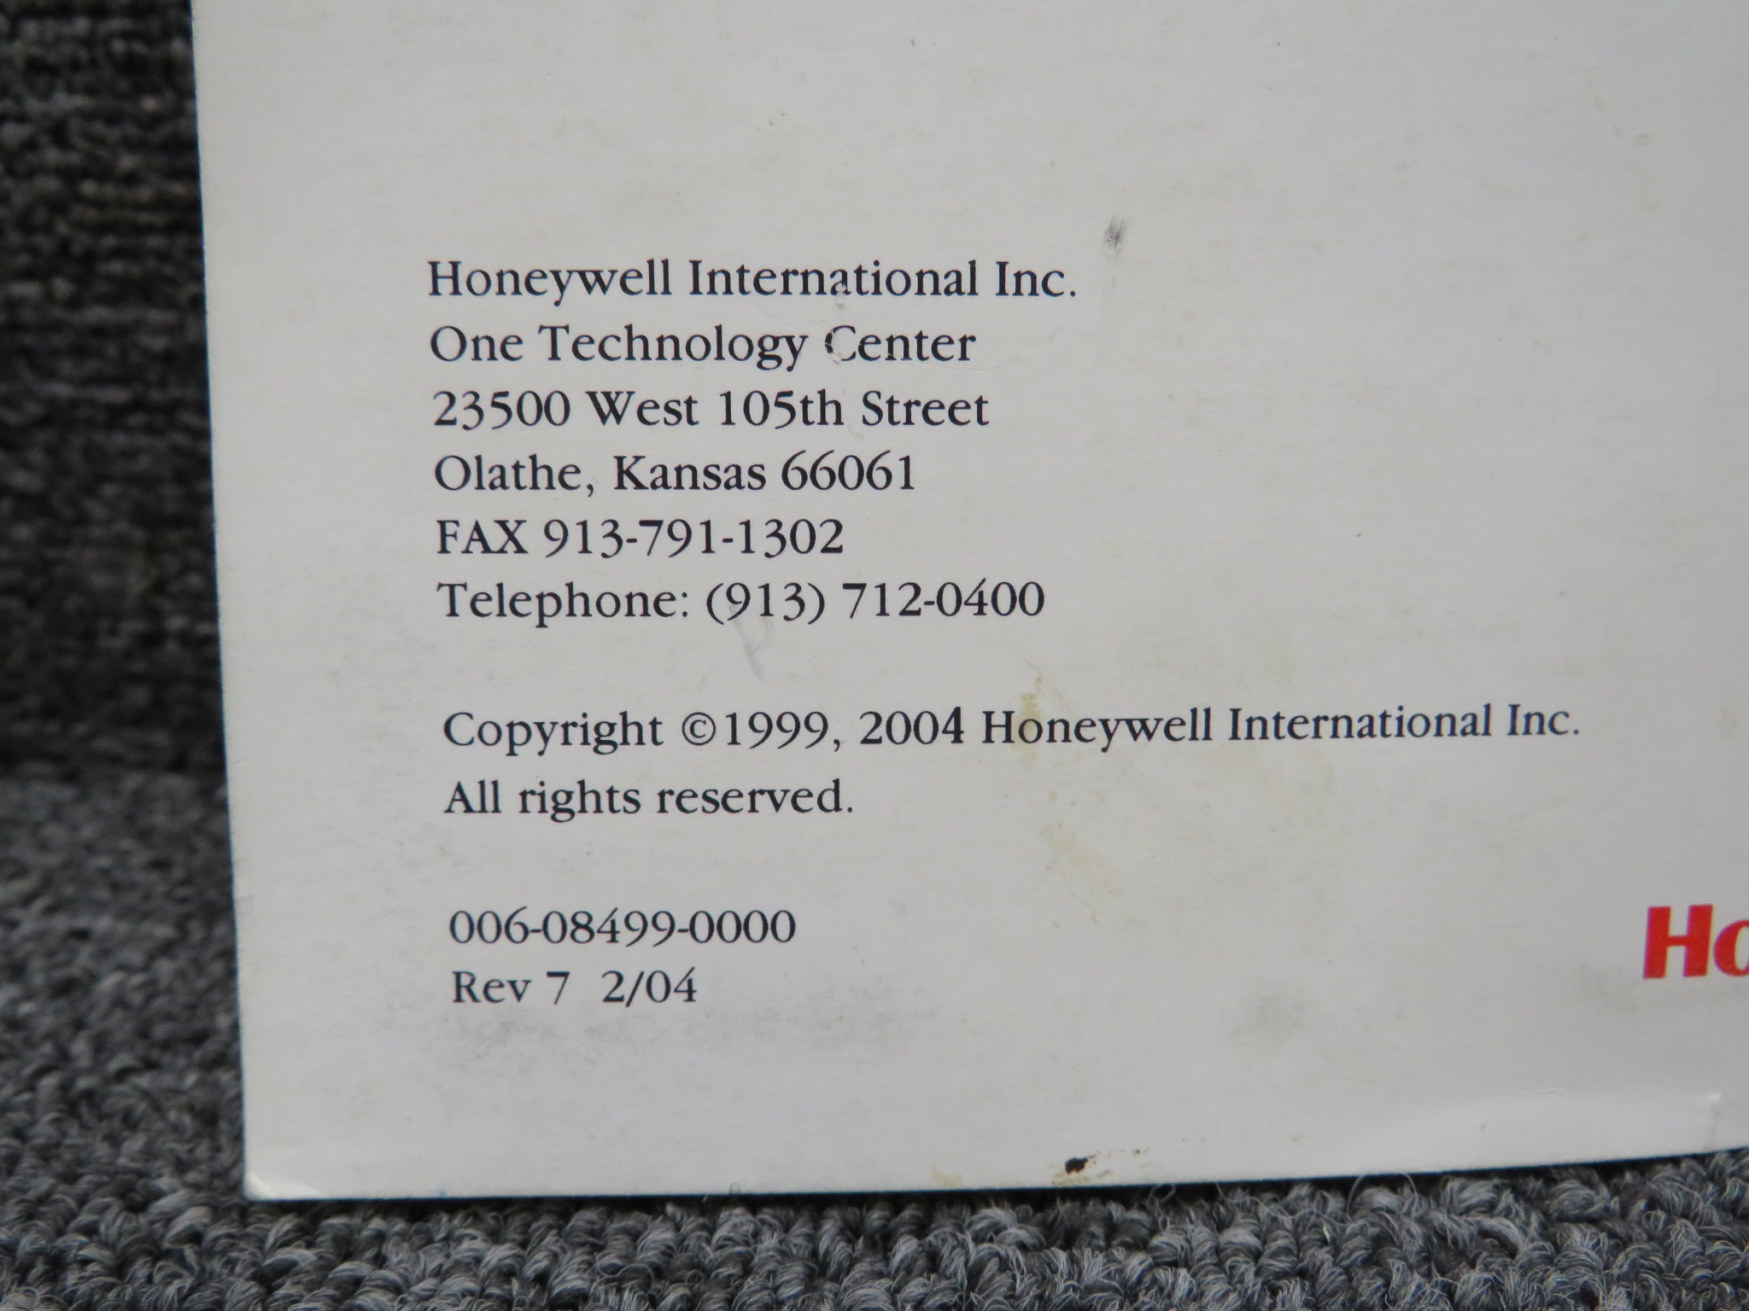 Honeywell International Inc.
One Technology Center
23500 West 105th Street
Olathe, Kansas 66061
FAX 913-791-1302
Telephone: (913) 712-0400
Copyright ©1999, 2004 Honeywell International Inc.
All rights reserved.
006-08499-0000
Rev 7 2/04
Ho